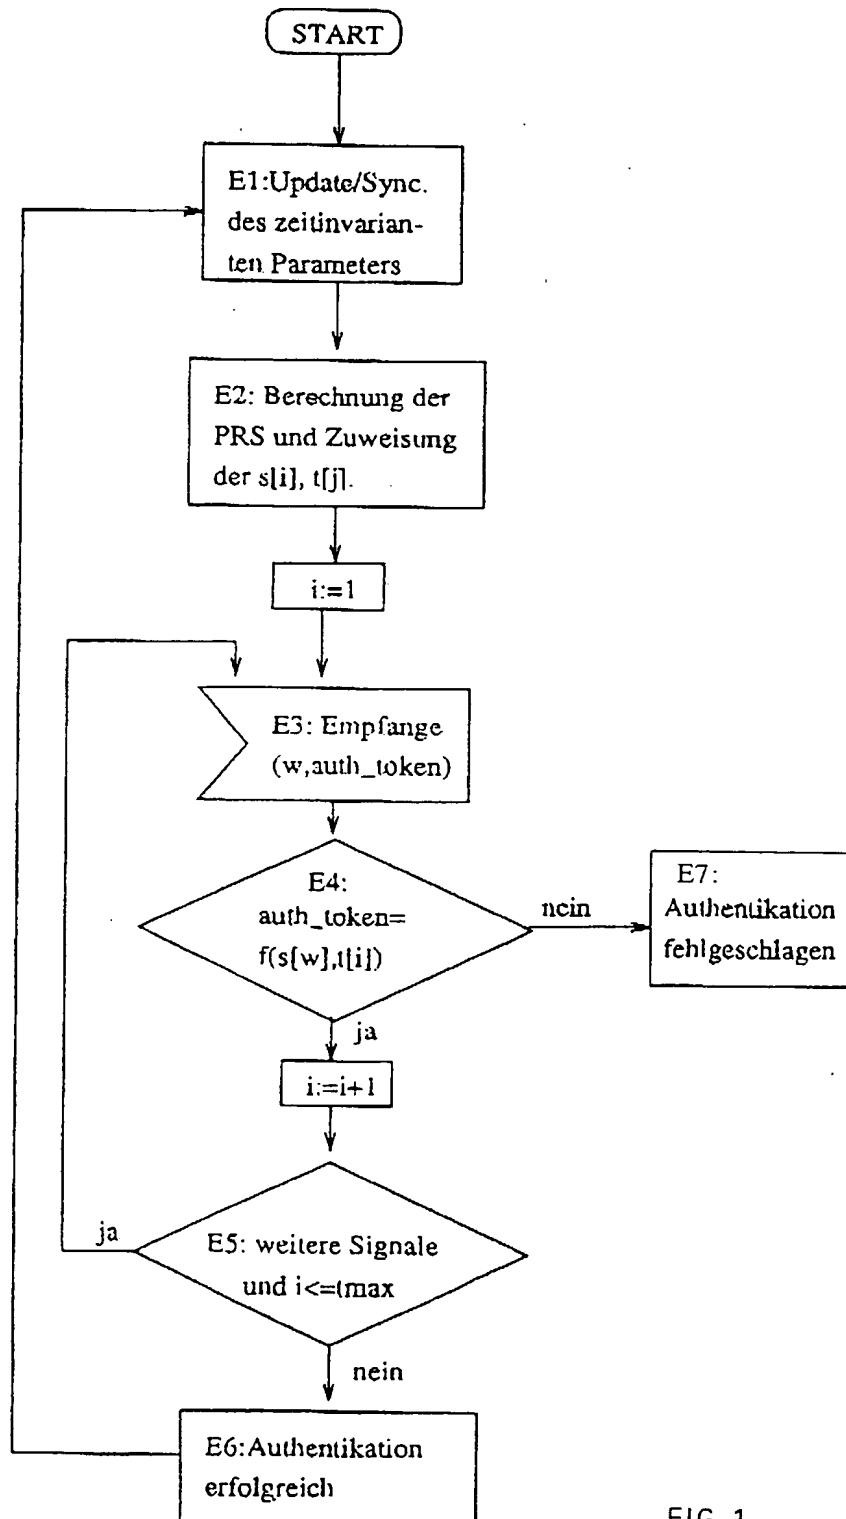 START
E1:Update/Sync.
des zeitinvarian-
ten Parameters
E2: Berechnung der
PRS und Zuweisung
der s[i], t[j].
i:=1
E3: Empfange
(w,auth_token)
E4:
auth_token=
f(s[w],t[i])
nein
E7:
Authentikation
fehlgeschlagen
ja
i:=i+1
ja
E5: weitere Signale
und i<=tmax
nein
E6:Authentikation
erfolgreich
FIG. 1